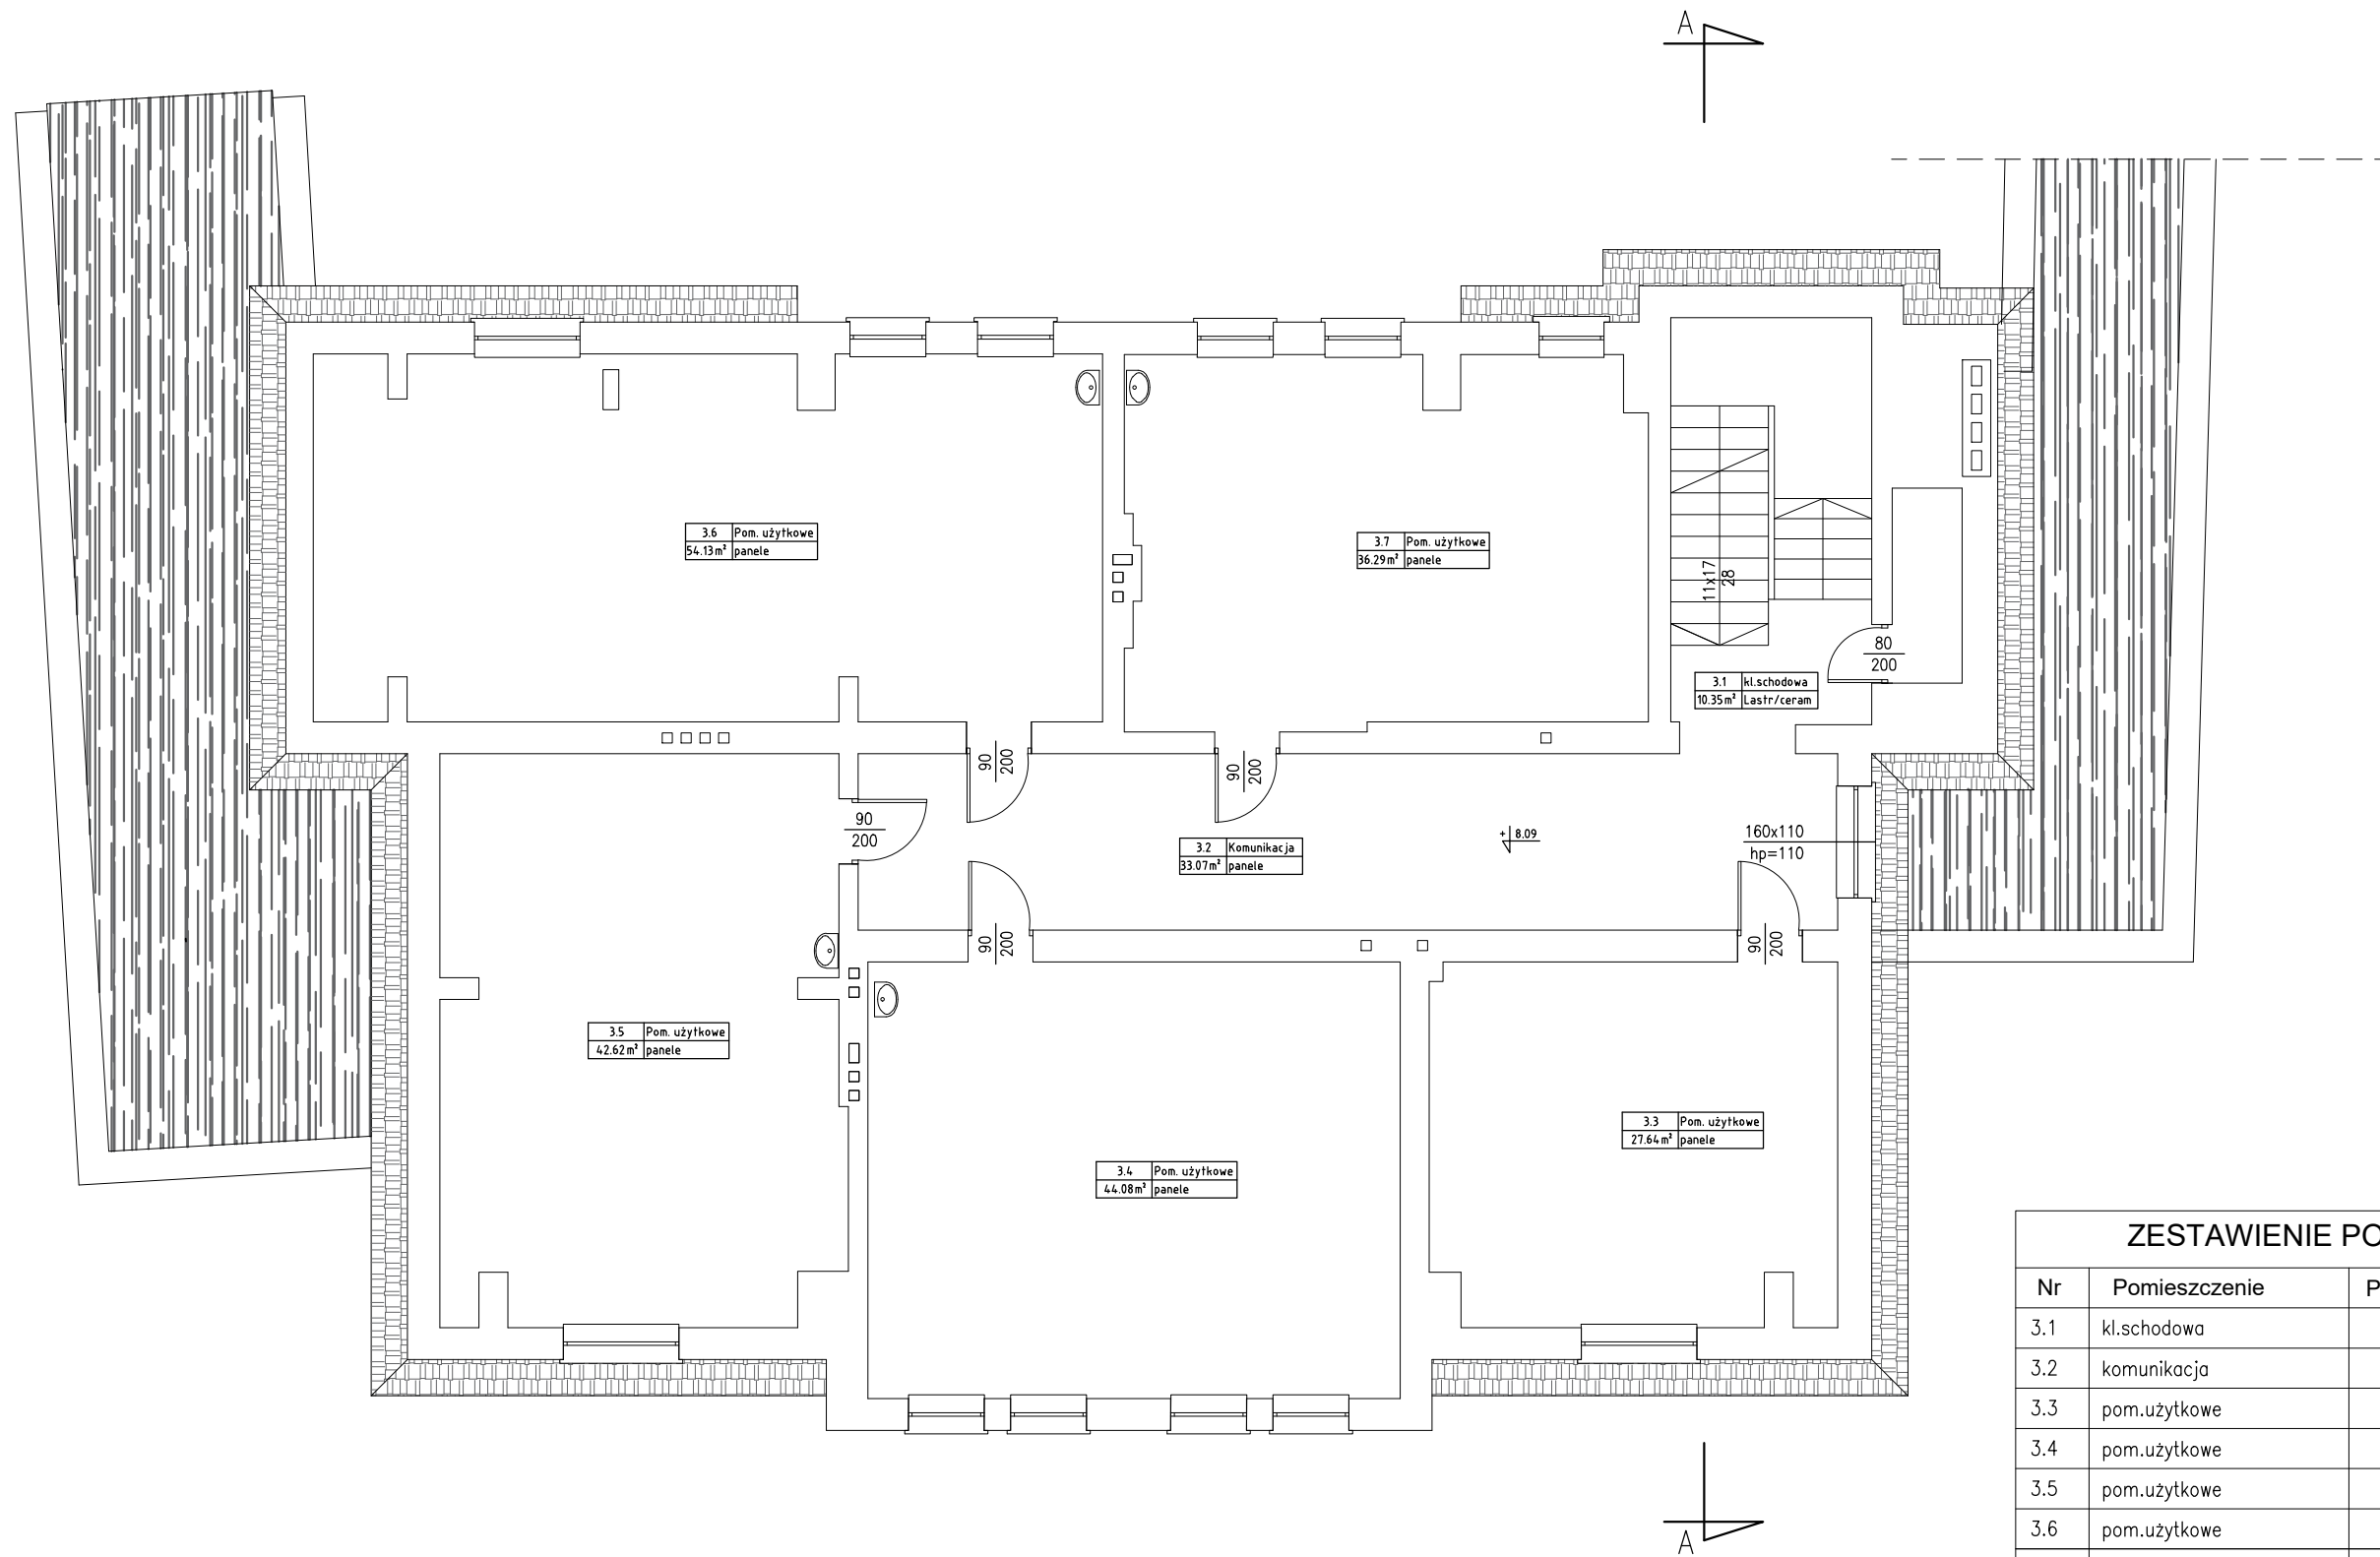 A
3.6 Pom. użytkowe
54.13m² panele
3.7 Pom. użytkowe
36.29m² panele
11x17
28
80
200
3.1 kl.schodowa
10.35m² Lastr/ceram
90
200
90
200
90
200
3.2 Komunikacja
33.07m² panele
+ 8.09
160x110
hp=110
90
200
90
200
3.5 Pom. użytkowe
42.62m² panele
3.3 Pom. użytkowe
27.64m² panele
3.4 Pom. użytkowe
44.08m² panele
ZESTAWIENIE PO
Nr Pomieszczenie P
3.1 kl.schodowa
3.2 komunikacja
3.3 pom.użytkowe
3.4 pom.użytkowe
3.5 pom.użytkowe
3.6 pom.użytkowe
A